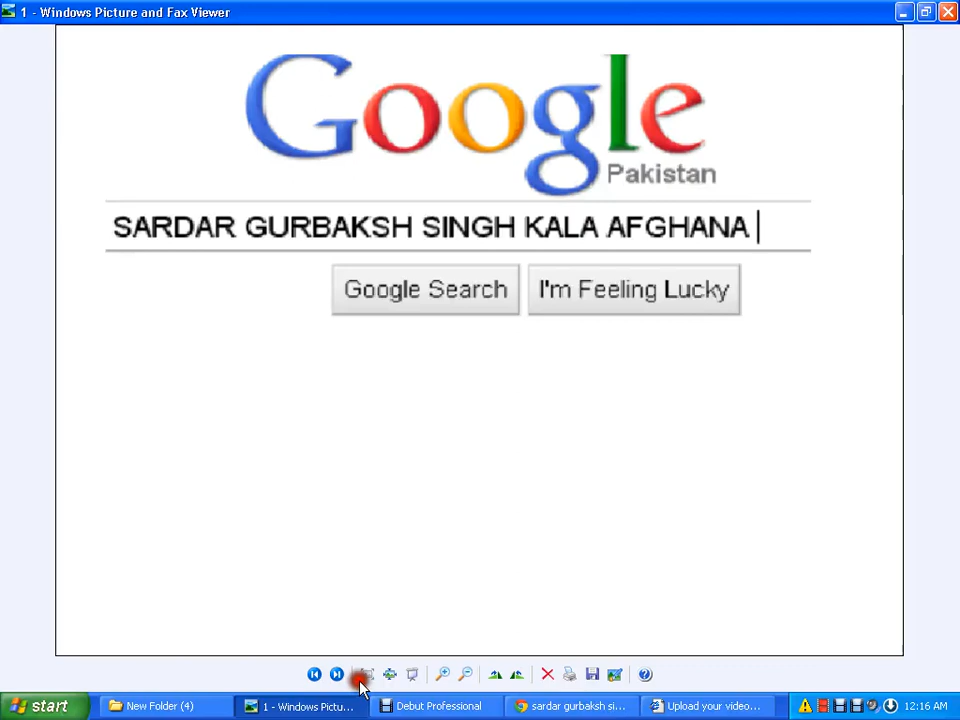 1 - Windows Picture and Fax Viewer
Google
Pakistan
SARDAR GURBAKSH SINGH KALA AFGHANA
Google Search I'm Feeling Lucky
start New Folder (4) 1 - Windows Pictu... Debut Professional sardar gurbaksh si... Upload your video... 12:16 AM